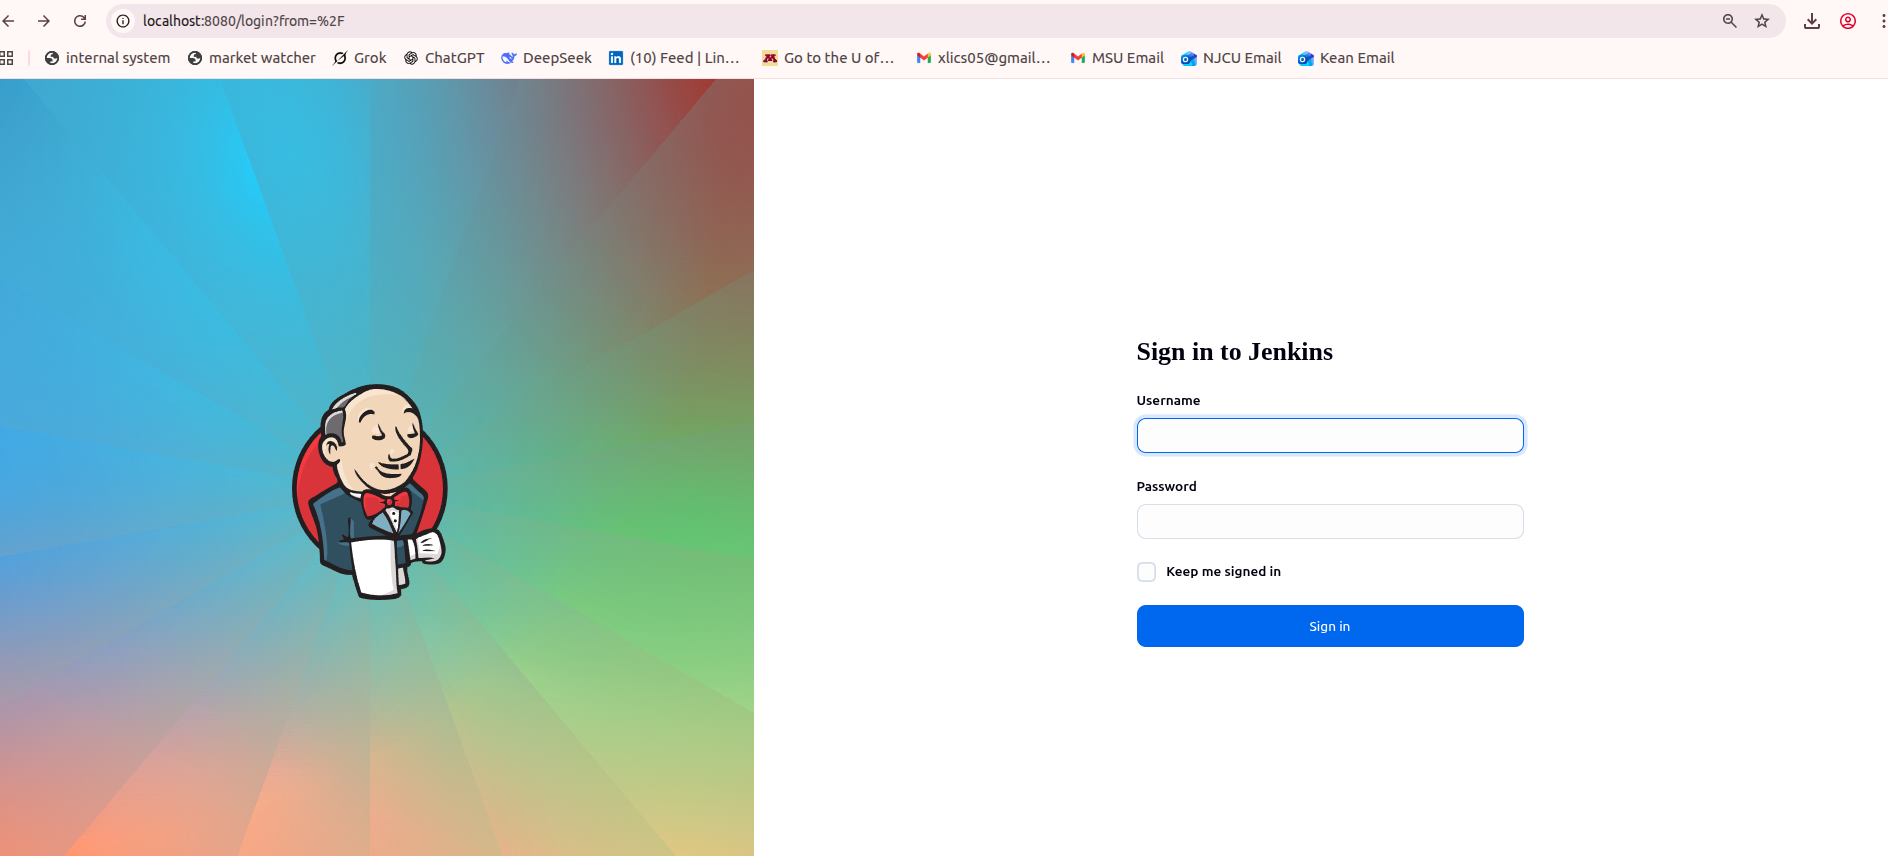 localhost:8080/login?from=%2F
internal system market watcher Grok ChatGPT DeepSeek (10) Feed | Lin... Go to the U of... xlics05@gmail... MSU Email NJCU Email Kean Email
Sign in to Jenkins
Username
Password
Keep me signed in
Sign in